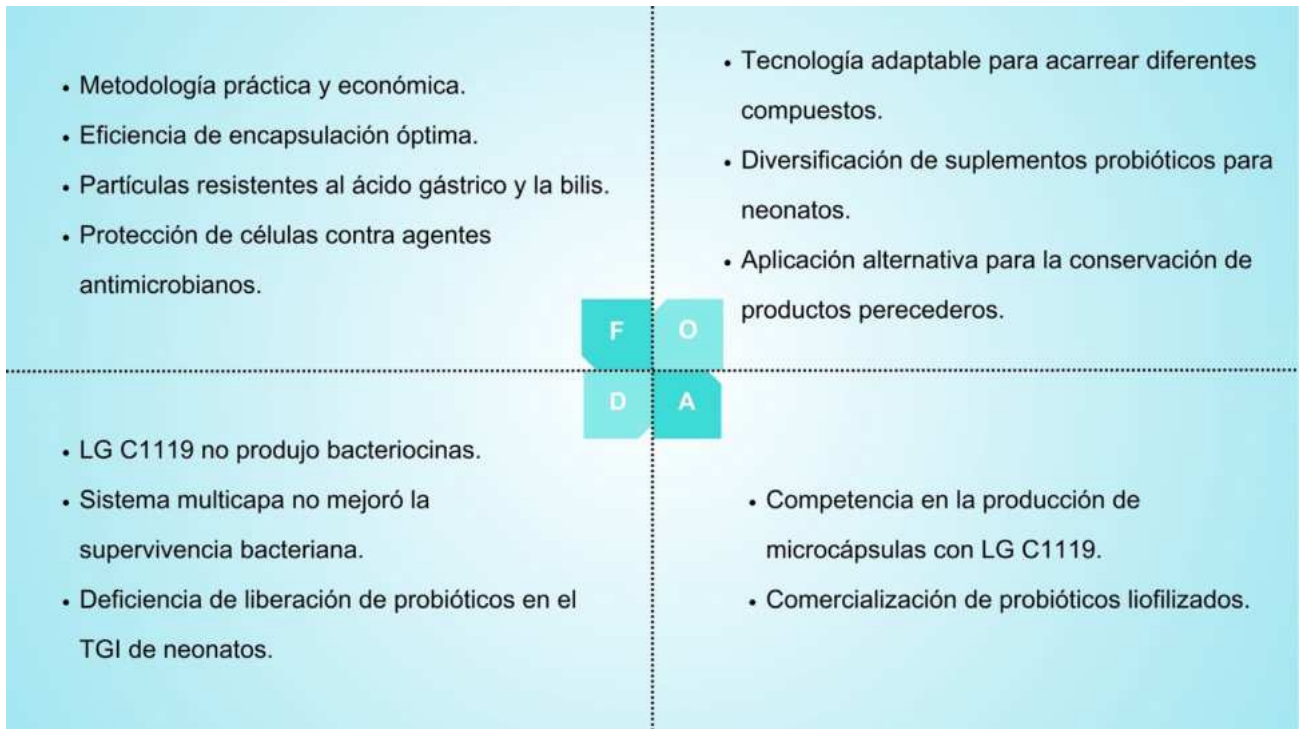 • Metodología práctica y económica.
• Eficiencia de encapsulación óptima.
• Partículas resistentes al ácido gástrico y la bilis.
• Protección de células contra agentes
antimicrobianos.
• Tecnología adaptable para acarrear diferentes
compuestos.
• Diversificación de suplementos probióticos para
neonatos.
• Aplicación alternativa para la conservación de
productos perecederos.
F O
D A
• LG C1119 no produjo bacteriocinas.
• Sistema multicapa no mejoró la
supervivencia bacteriana.
• Deficiencia de liberación de probióticos en el
TGI de neonatos.
• Competencia en la producción de
microcápsulas con LG C1119.
• Comercialización de probióticos liofilizados.